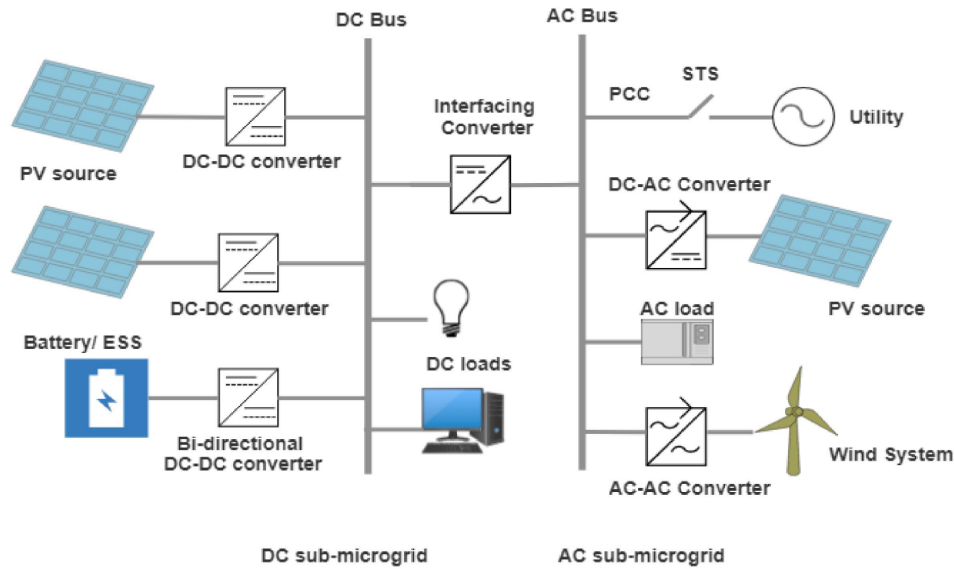 DC Bus
AC Bus
STS
PCC
Interfacing
Converter
Utility
DC-DC converter
PV source
DC-AC Converter
DC-DC converter
AC load
PV source
Battery/ ESS
DC loads
Bi-directional
DC-DC converter
Wind System
AC-AC Converter
DC sub-microgrid
AC sub-microgrid